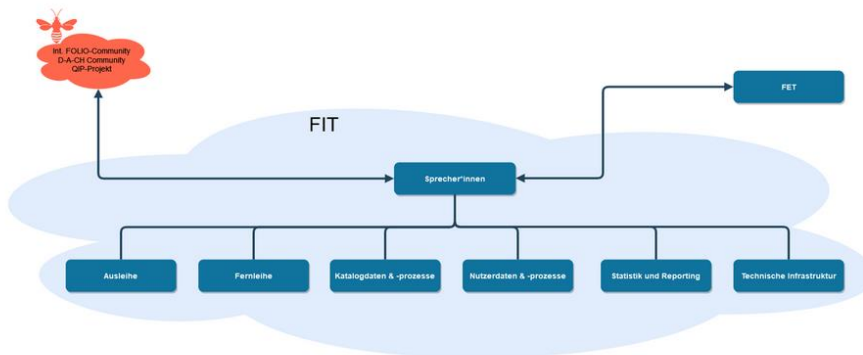 Int. FOLIO-Community
D-A-CH Community
QIP-Projekt
FET
FIT
Sprecher*innen
Ausleihe
Fernleihe
Katalogdaten & -prozesse
Nutzerdaten & -prozesse
Statistik und Reporting
Technische Infrastruktur